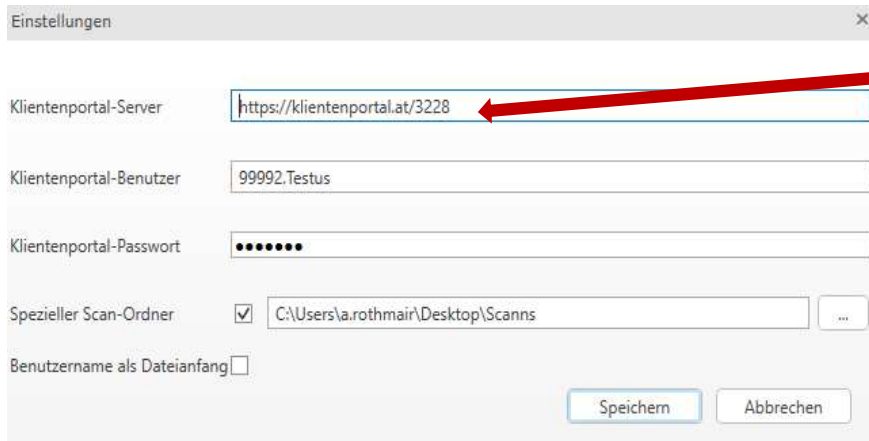 Einstellungen
Klientenportal-Server https://klientenportal.at/3228
Klientenportal-Benutzer 99992.Testus
Klientenportal-Passwort •••••••
Spezieller Scan-Ordner C:\Users\a.rothmair\Desktop\Scanns ...
Benutzername als Dateianfang
Speichern Abbrechen